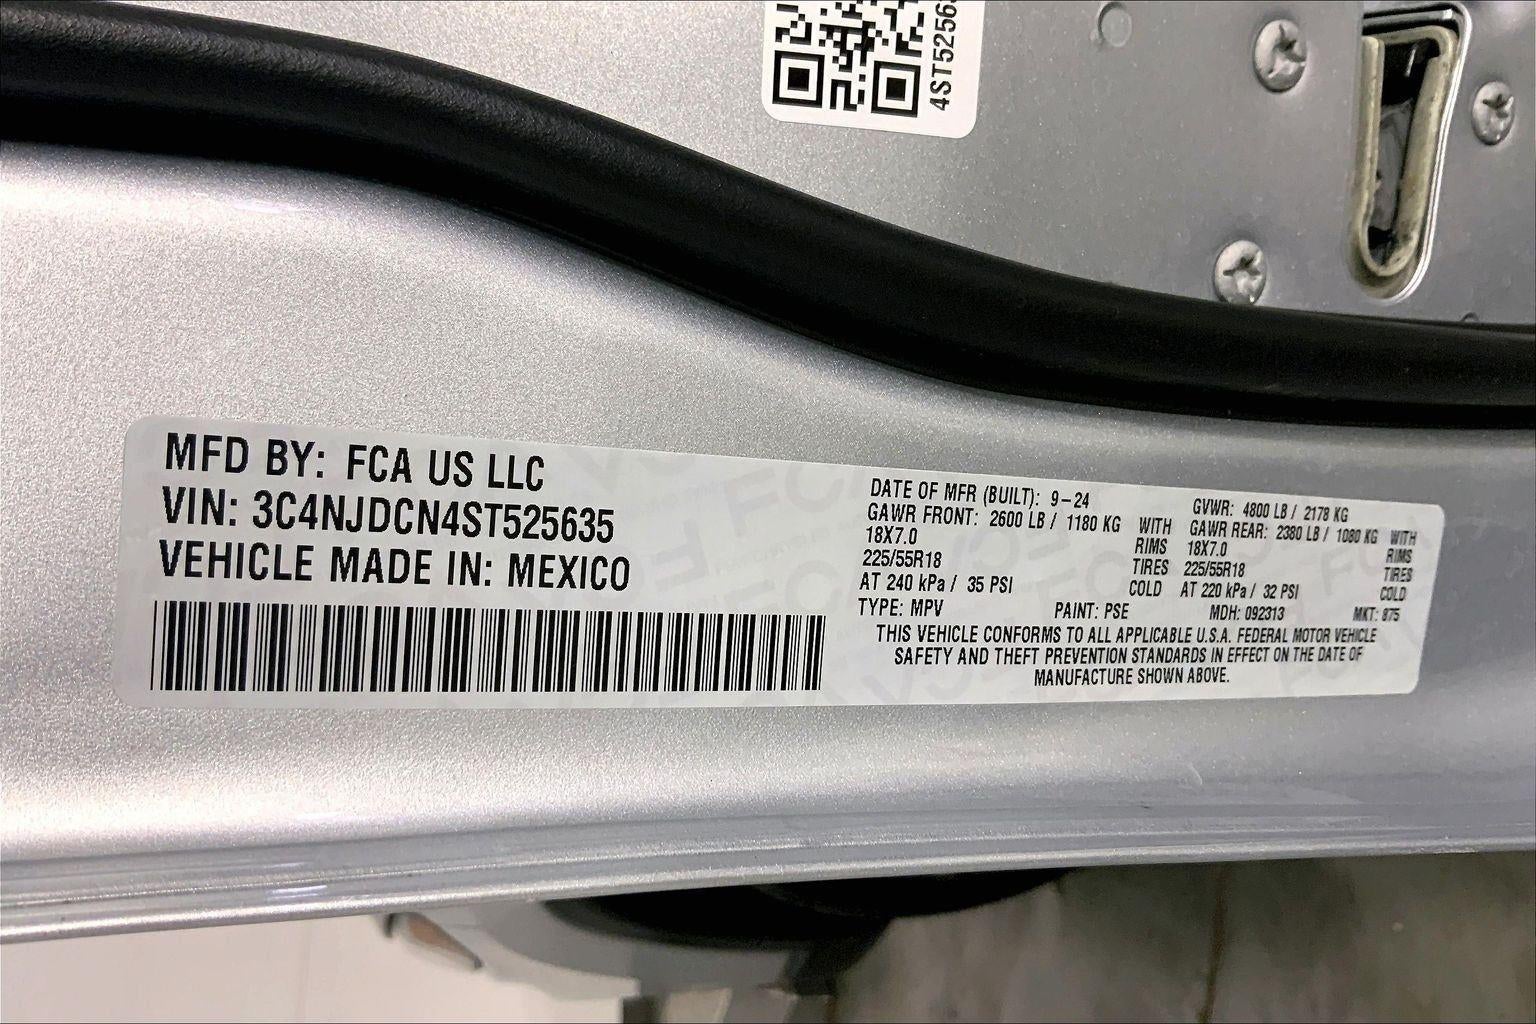 4ST5256
MFD BY: FCA US LLC
VIN: 3C4NJDCN4ST525635
VEHICLE MADE IN: MEXICO
DATE OF MFR (BUILT): 9-24 GVWR: 4800 LB / 2178 KG
GAWR FRONT: 2600 LB / 1180 KG WITH GAWR REAR: 2380 LB / 1080 KG WITH
18X7.0 RIMS 18X7.0 RIMS
225/55R18 TIRES 225/55R18 TIRES
AT 240 kPa / 35 PSI COLD AT 220 kPa / 32 PSI COLD
TYPE: MPV PAINT: PSE MDH: 092313 MKT: 875
THIS VEHICLE CONFORMS TO ALL APPLICABLE U.S.A. FEDERAL MOTOR VEHICLE
SAFETY AND THEFT PREVENTION STANDARDS IN EFFECT ON THE DATE OF
MANUFACTURE SHOWN ABOVE.